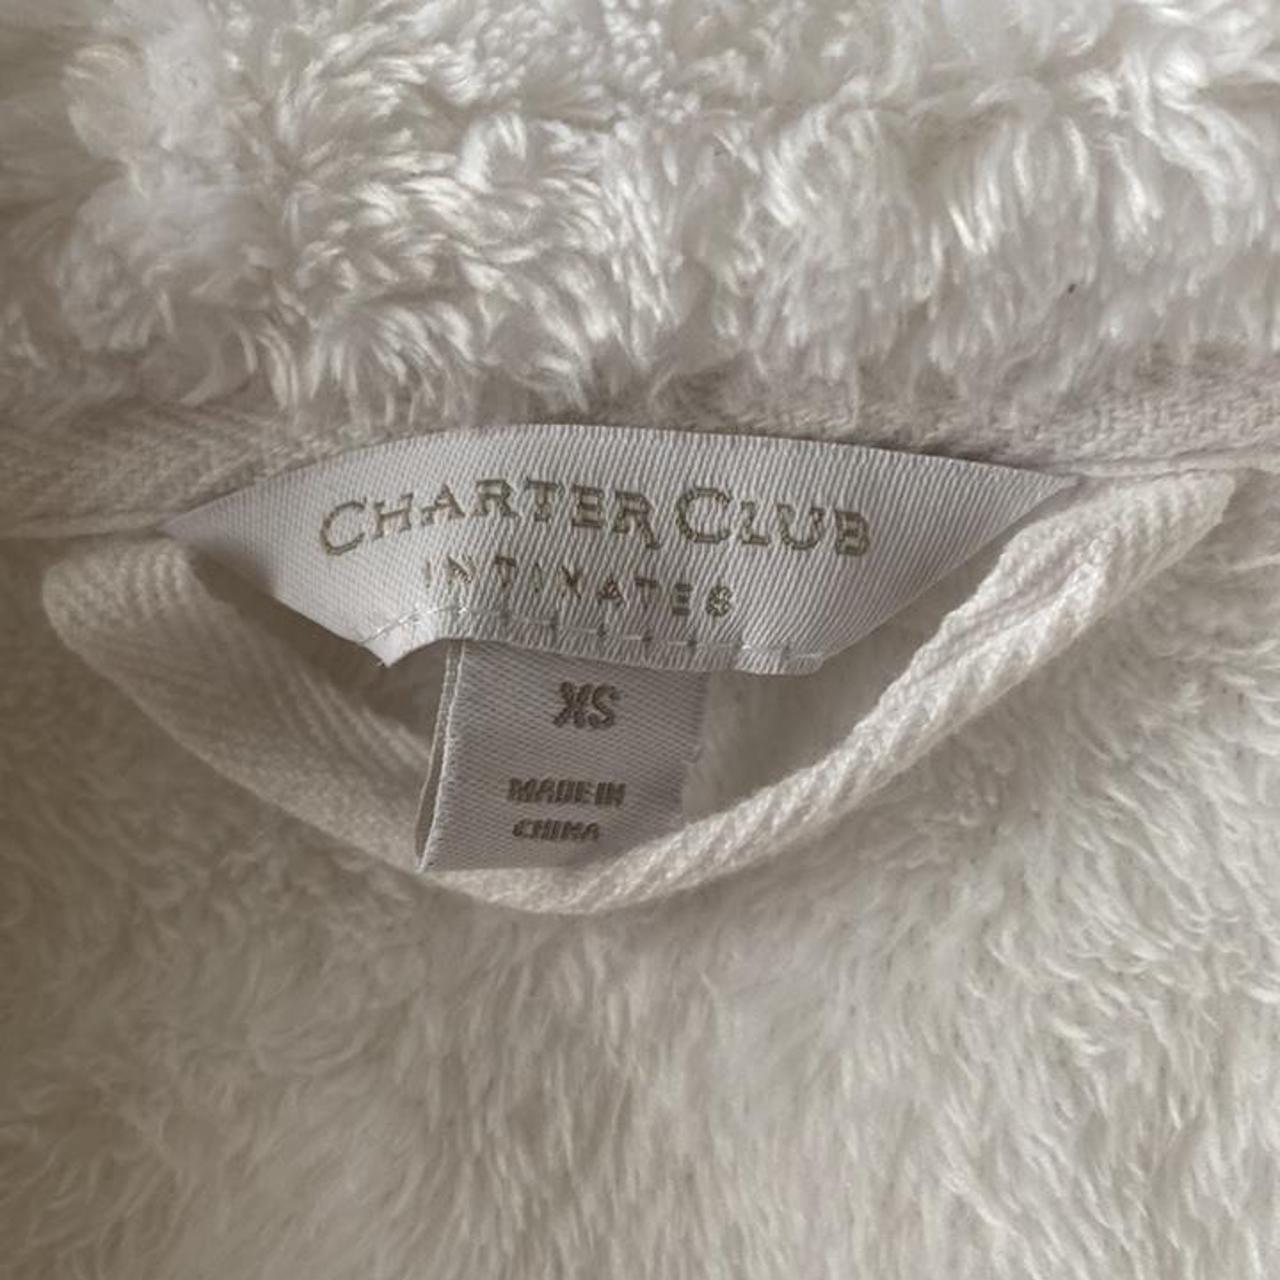 CHARTER CLUB
INTIMATES
XS
MADE IN
CHINA